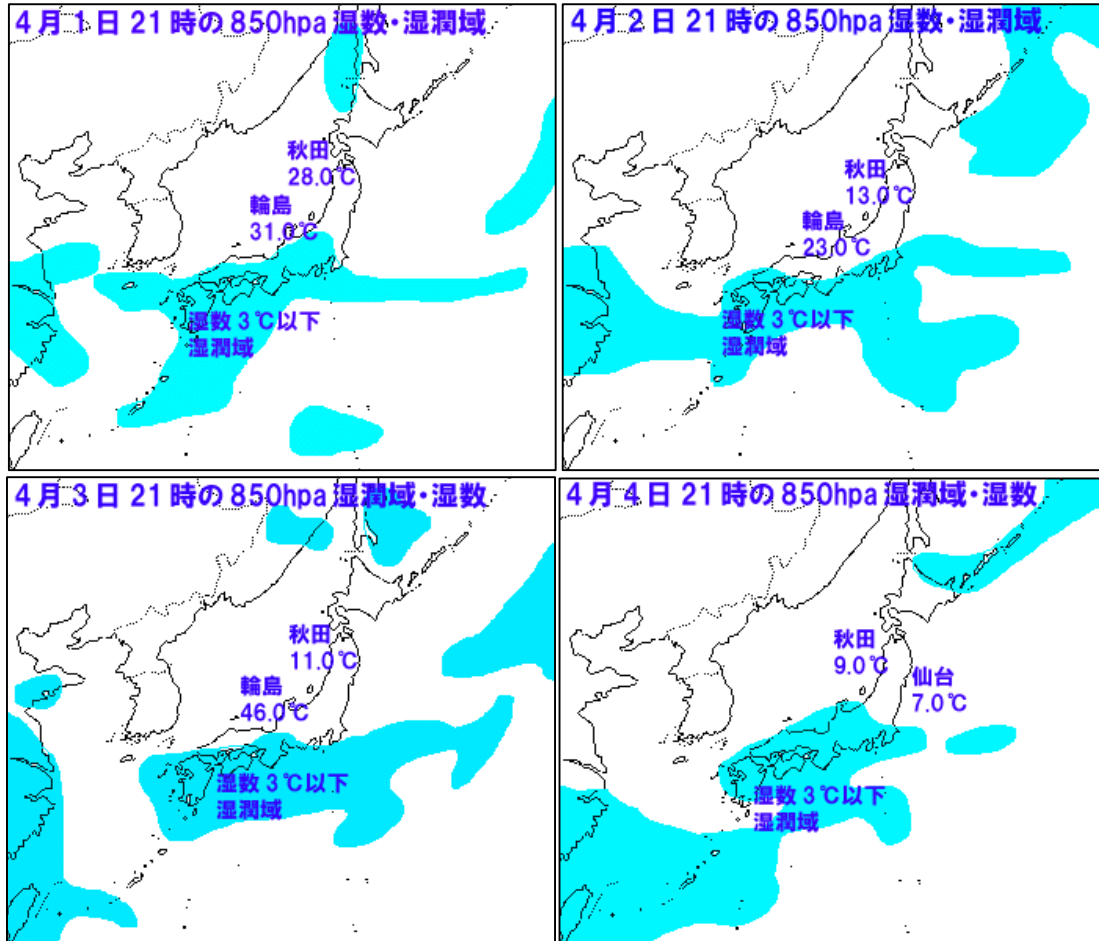 4月1日21時の850hpa湿数・湿潤域
秋田
28.0℃
輪島
31.0℃
湿数3℃以下
湿潤域
4月2日21時の850hpa湿数・湿潤域
秋田
13.0℃
輪島
23.0℃
湿数3℃以下
湿潤域
4月3日21時の850hpa湿潤域・湿数
秋田
11.0℃
輪島
46.0℃
湿数3℃以下
湿潤域
4月4日21時の850hpa湿潤域・湿数
秋田
9.0℃
仙台
7.0℃
湿数3℃以下
湿潤域